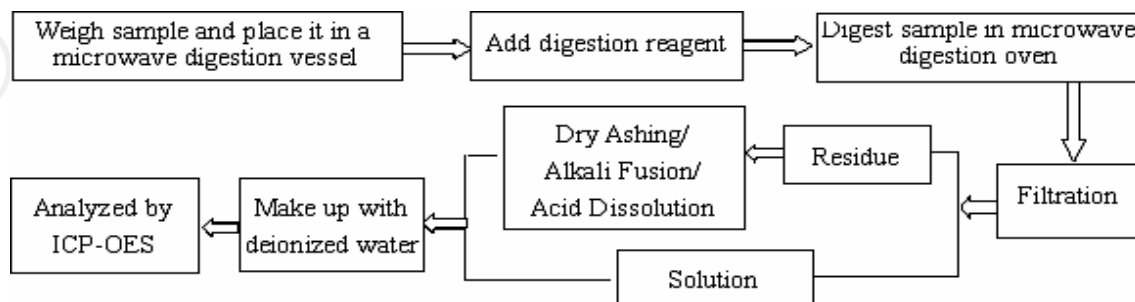 Weigh sample and place it in a
microwave digestion vessel
Add digestion reagent
Digest sample in microwave
digestion oven
Filtration
Residue
Solution
Dry Ashing/
Alkali Fusion/
Acid Dissolution
Make up with
deionized water
Analyzed by
ICP-OES